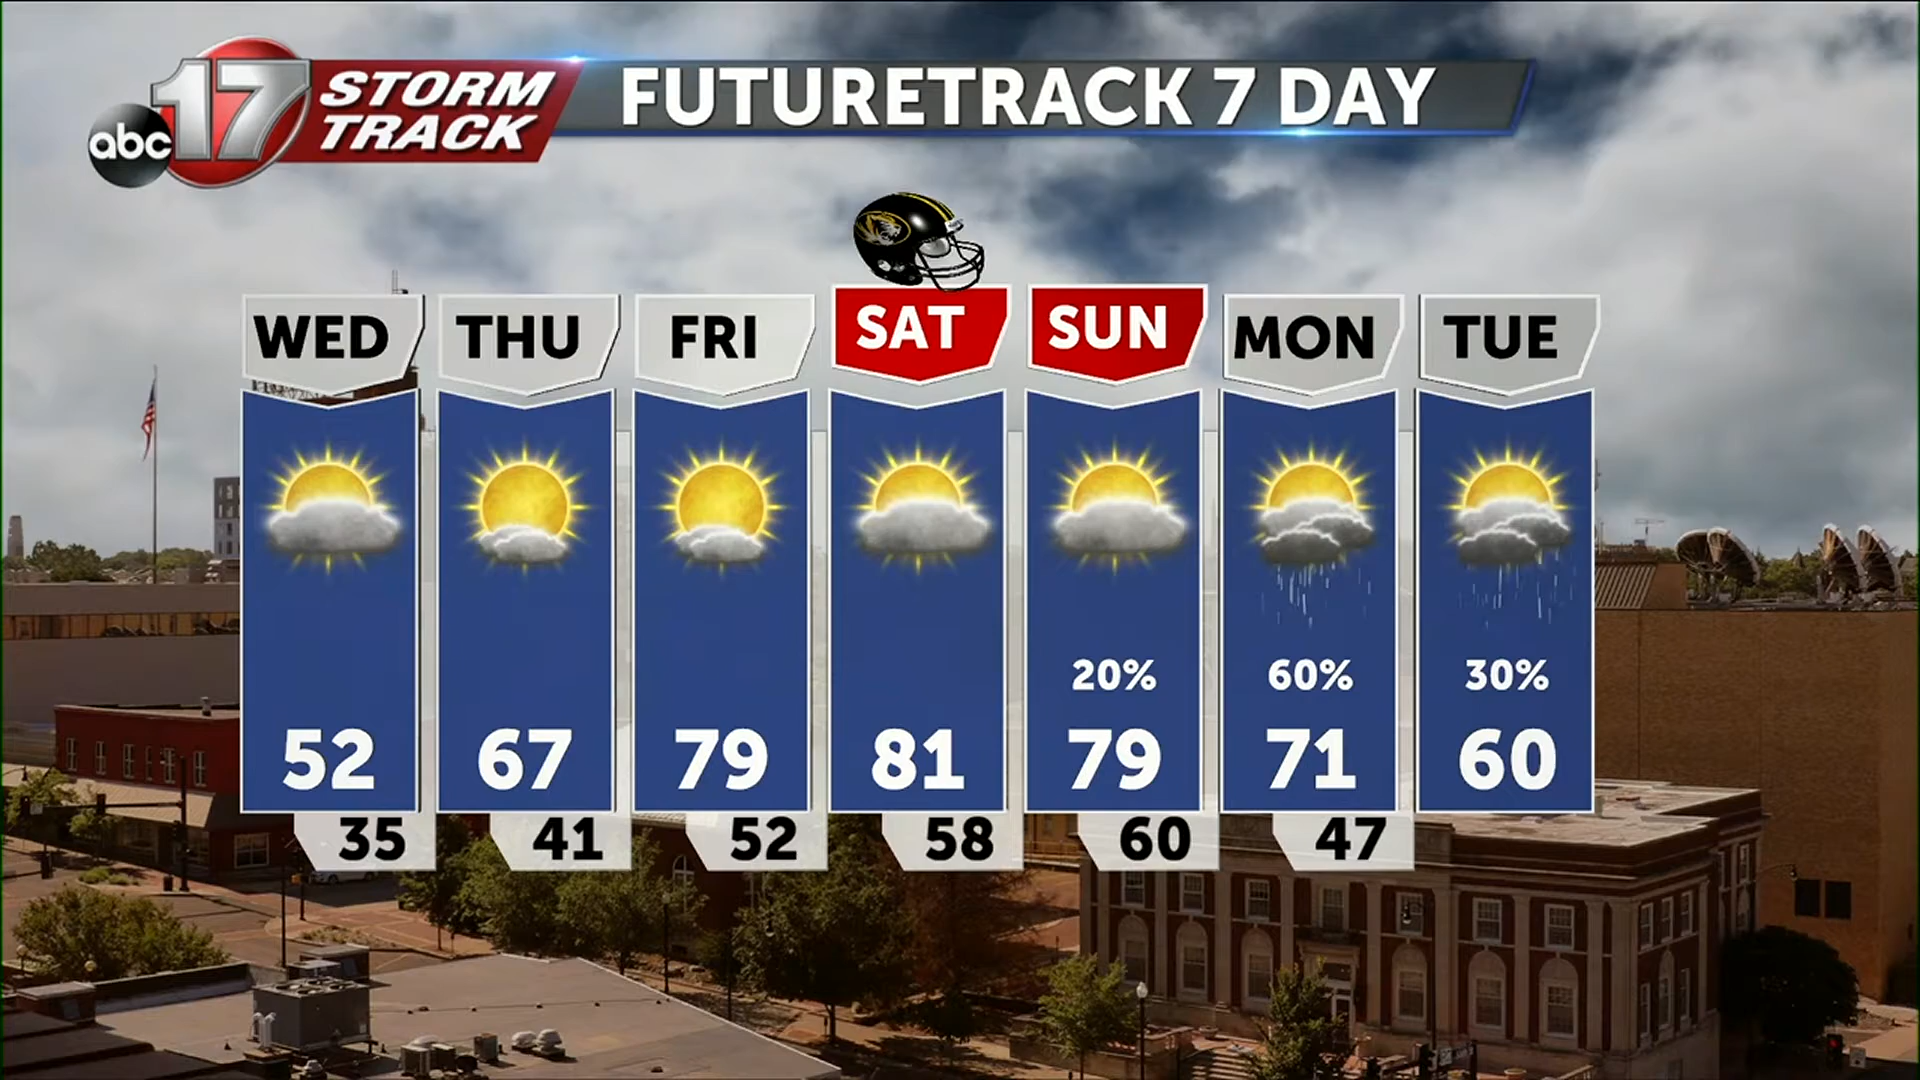 abc 17 STORM TRACK
FUTURETRACK 7 DAY
WED THU FRI SAT SUN MON TUE
20% 60% 30%
52 67 79 81 79 71 60
35 41 52 58 60 47